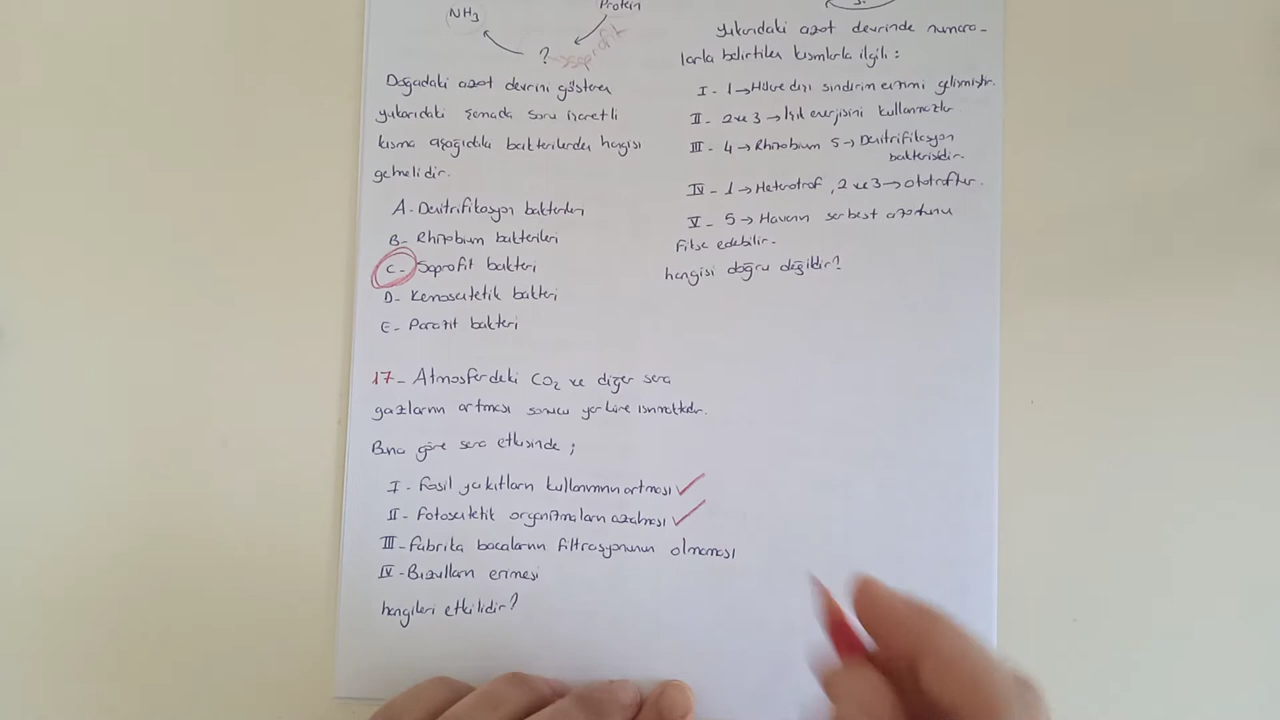 NH3
Protein
? → saprofit
Doğadaki azot devrini gösteren
yukarıdaki şemada soru işaretli
kısma aşağıdaki bakterilerden hangisi
gelmelidir.
A- Denitrifikasyon bakterileri
B- Rhizobium bakterileri
C- Saprofit bakteri
D- Kemosentetik bakteri
E- Parazit bakteri
17- Atmosferdeki CO2 ve diğer sera
gazlarının artması sonucu yerküre ısınmaktadır.
Buna göre sera etkisinde ;
I- Fosil yakıtların kullanımının artması ✓
II- Fotosentetik organizmaların azalması ✓
III- Fabrika bacalarının filtrasyonunun olmaması
IV- Buzulların erimesi
hangileri etkilidir?
yukarıdaki azot devrinde numara-
larla belirtilen kısımlarla ilgili :
I- 1 → Hücre dışı sindirim enzimi gelişmiştir.
II- 2 ve 3 → Işık enerjisini kullanmazlar
III- 4 → Rhizobium 5 → Denitrifikasyon
bakterisidir.
IV- 1 → Heterotrof, 2 ve 3 → ototroftur.
V- 5 → Havanın serbest azotunu
fikse edebilir.
hangisi doğru değildir?